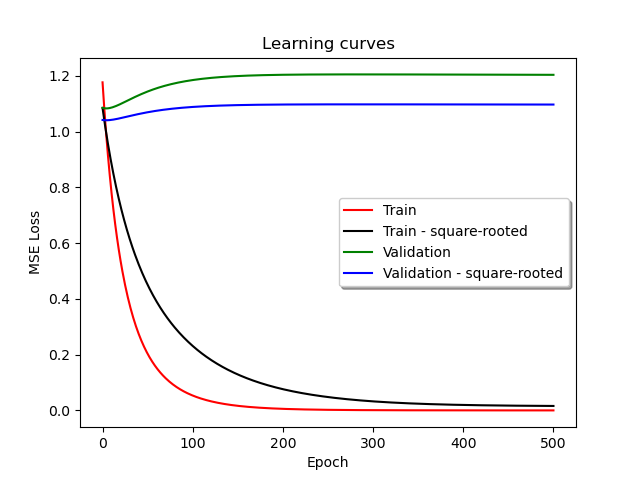 Learning curves
MSE Loss
1.2
1.0
0.8
0.6
0.4
0.2
0.0
Train
Train - square-rooted
Validation
Validation - square-rooted
0 100 200 300 400 500
Epoch